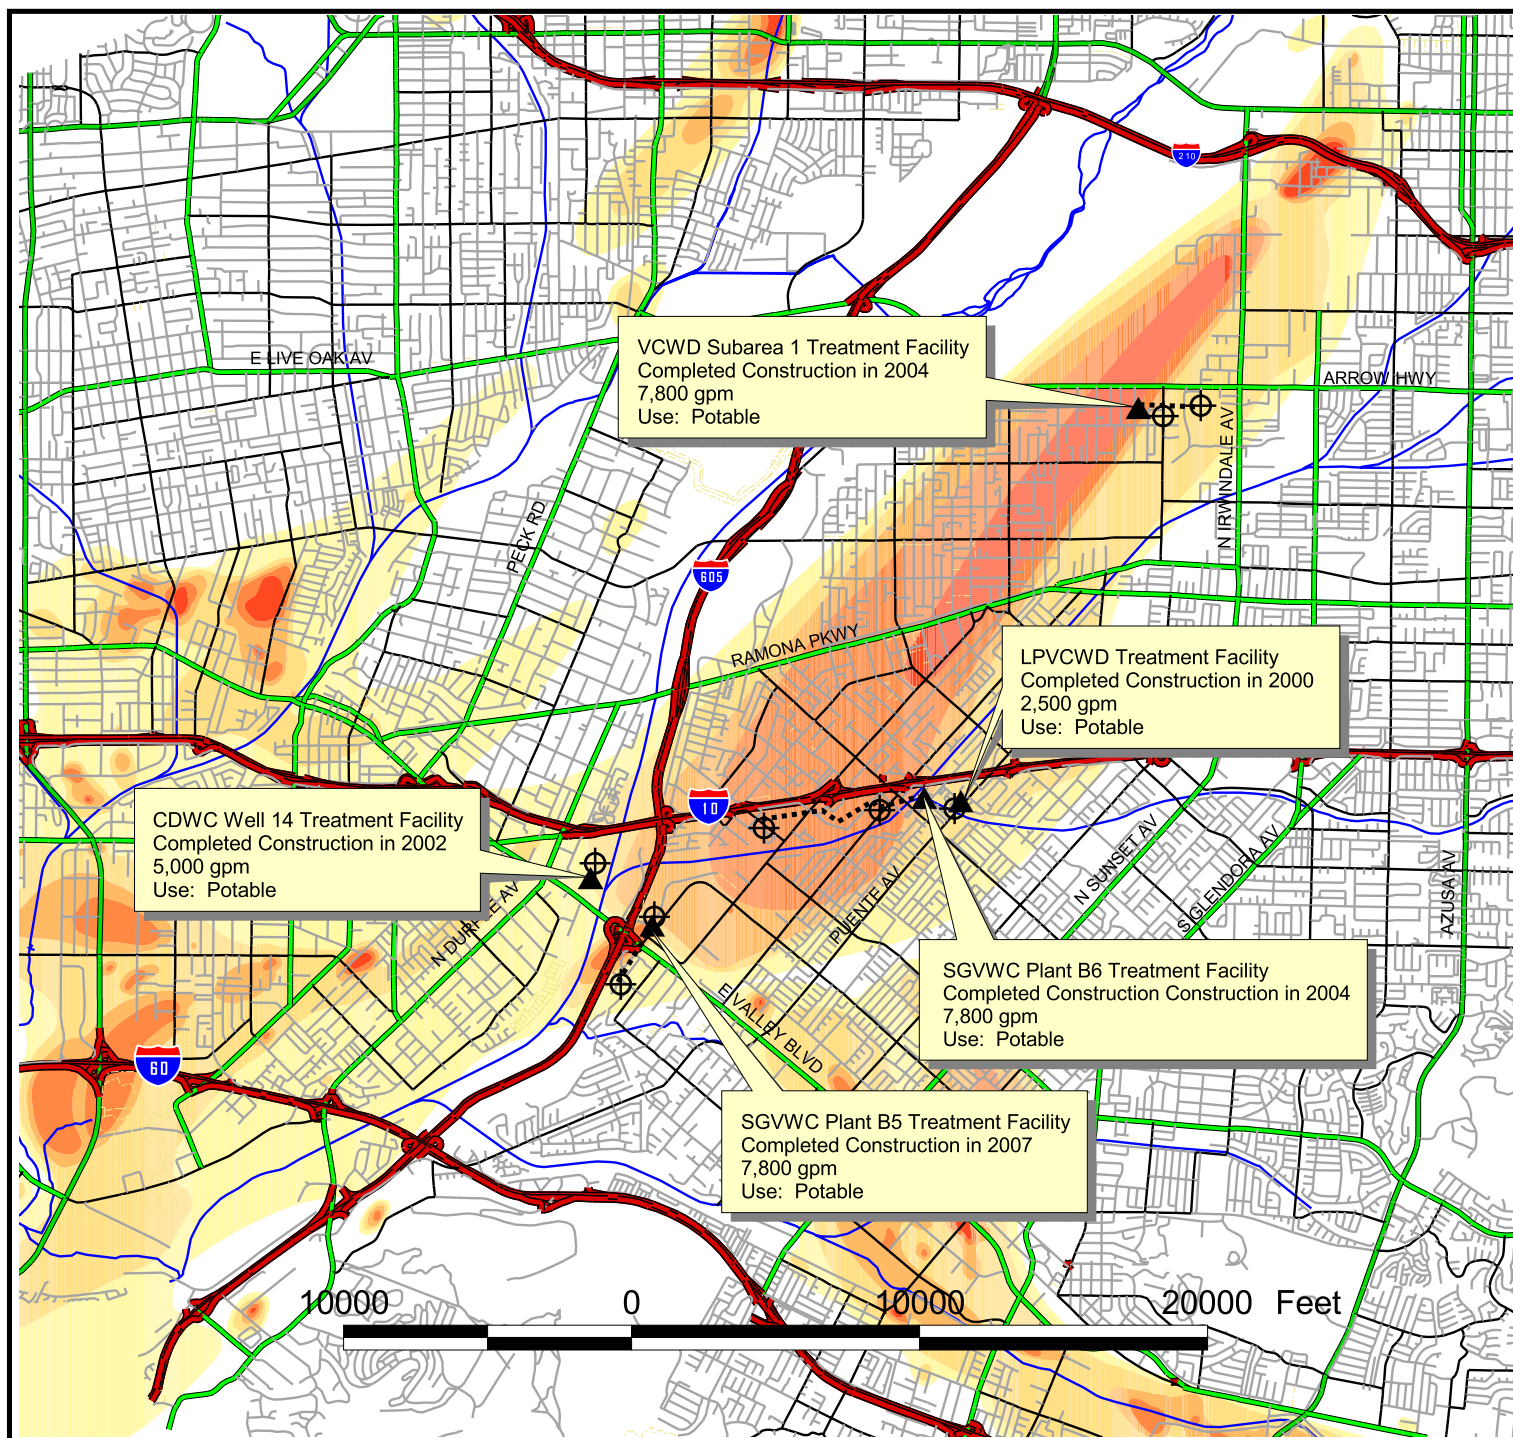 210
E LIVE OAK AV
VCWD Subarea 1 Treatment Facility
Completed Construction in 2004
7,800 gpm
Use:  Potable
ARROW HWY
N IRWINDALE AV
PECK RD
605
RAMONA PKWY
LPVCWD Treatment Facility
Completed Construction in 2000
2,500 gpm
Use:  Potable
10
CDWC Well 14 Treatment Facility
Completed Construction in 2002
5,000 gpm
Use:  Potable
N DURFEE AV
PUENTE AV
N SUNSET AV
S GLENDORA AV
AZUSA AV
SGVWC Plant B6 Treatment Facility
Completed Construction Construction in 2004
7,800 gpm
Use:  Potable
E VALLEY BLVD
60
SGVWC Plant B5 Treatment Facility
Completed Construction in 2007
7,800 gpm
Use:  Potable
10000 0 10000 20000 Feet